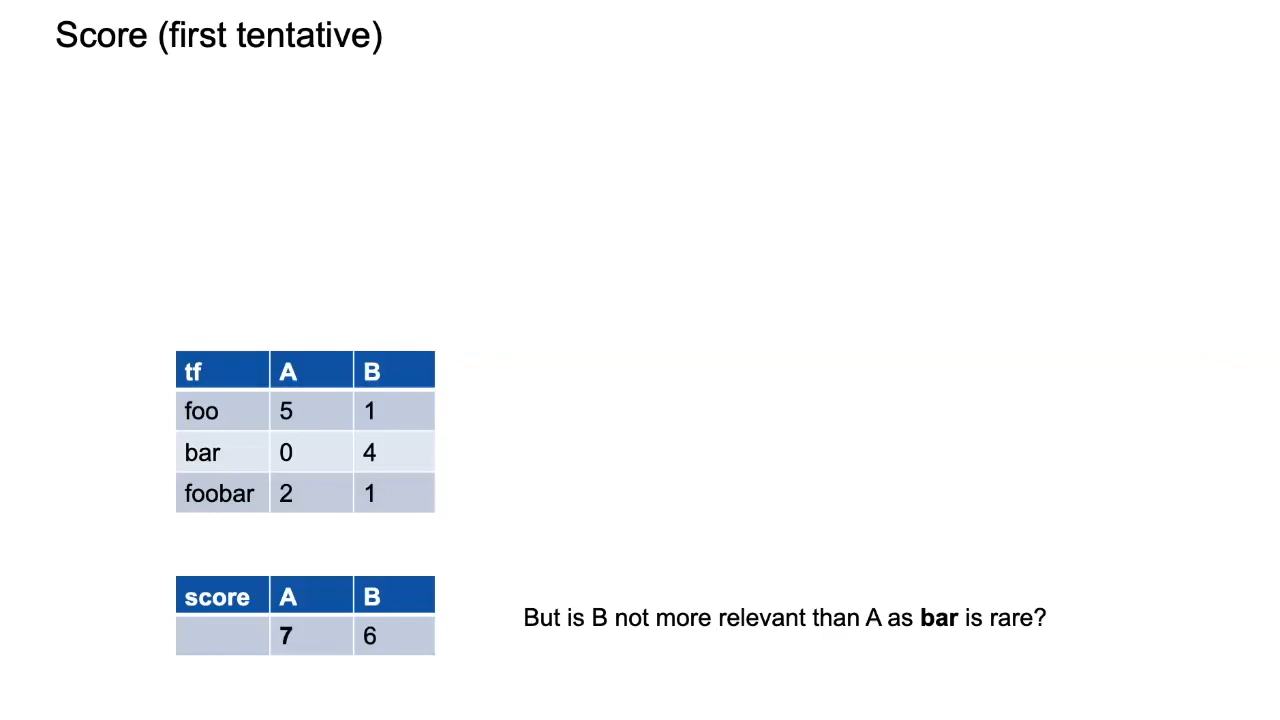 Score (first tentative)
tf A B
foo 5 1
bar 0 4
foobar 2 1
score A B
7 6
But is B not more relevant than A as bar is rare?